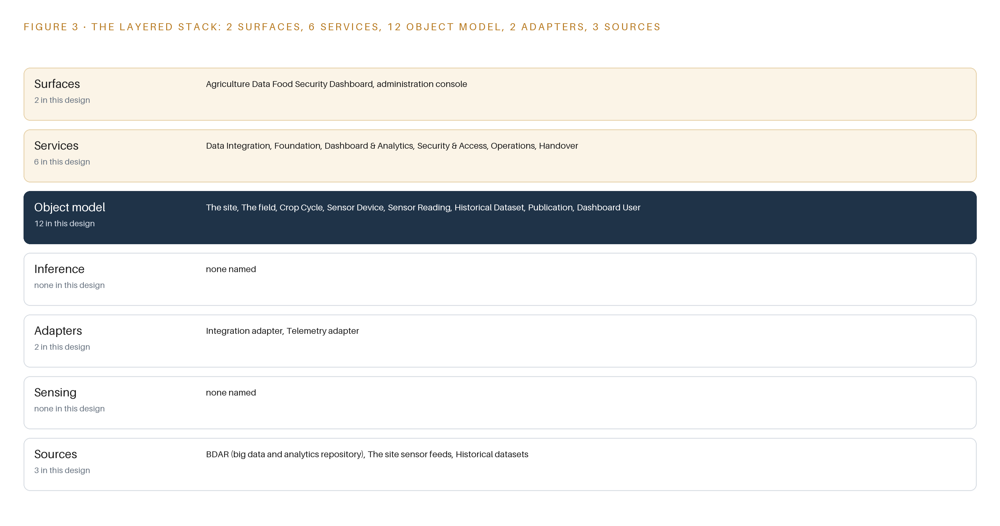 FIGURE 3 · THE LAYERED STACK: 2 SURFACES, 6 SERVICES, 12 OBJECT MODEL, 2 ADAPTERS, 3 SOURCES
Surfaces
Agriculture Data Food Security Dashboard, administration console
2 in this design
Services
Data Integration, Foundation, Dashboard & Analytics, Security & Access, Operations, Handover
6 in this design
Object model
The site, The field, Crop Cycle, Sensor Device, Sensor Reading, Historical Dataset, Publication, Dashboard User
12 in this design
Inference
none named
none in this design
Adapters
Integration adapter, Telemetry adapter
2 in this design
Sensing
none named
none in this design
Sources
BDAR (big data and analytics repository), The site sensor feeds, Historical datasets
3 in this design